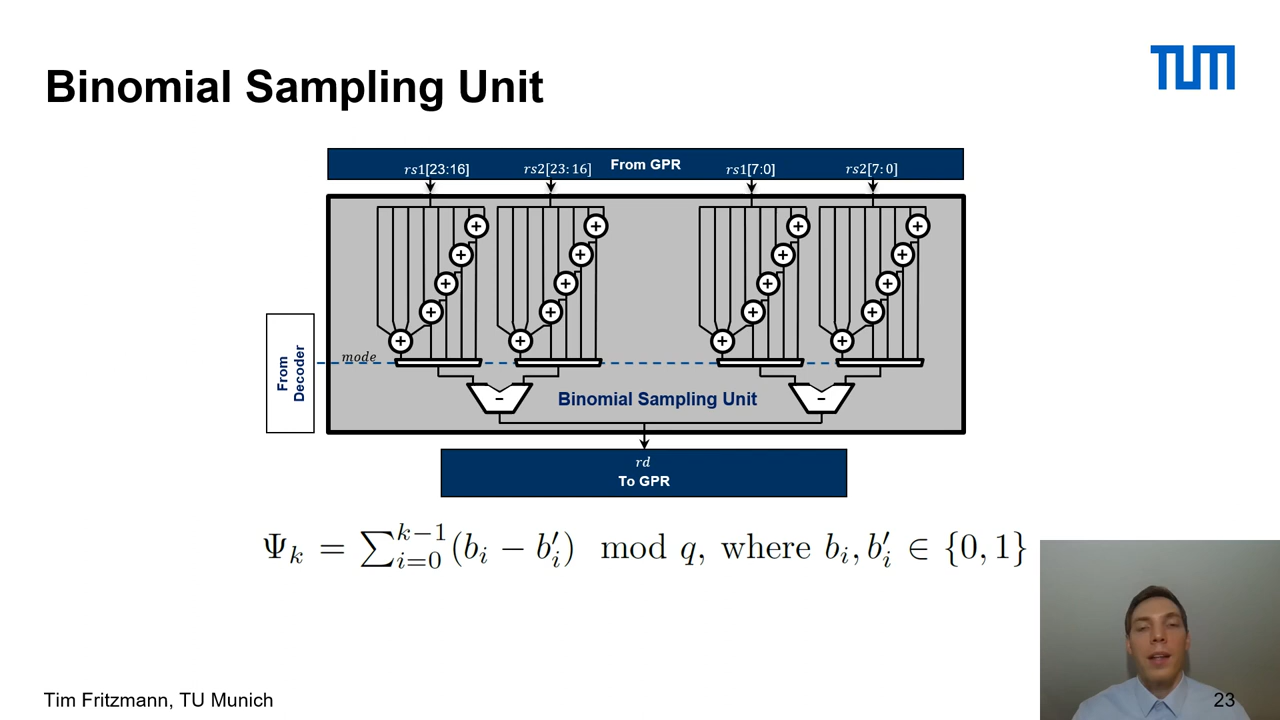 TUM
Binomial Sampling Unit
rs1[23:16] rs2[23:16] From GPR rs1[7:0] rs2[7:0]
+ + + +
+ + + +
+ + + +
+ + + +
+ + + +
From Decoder
mode
- Binomial Sampling Unit -
rd
To GPR
Ψ_k = ∑_{i=0}^{k-1}(b_i − b′_i) mod q, where b_i, b′_i ∈ {0, 1}
Tim Fritzmann, TU Munich
23